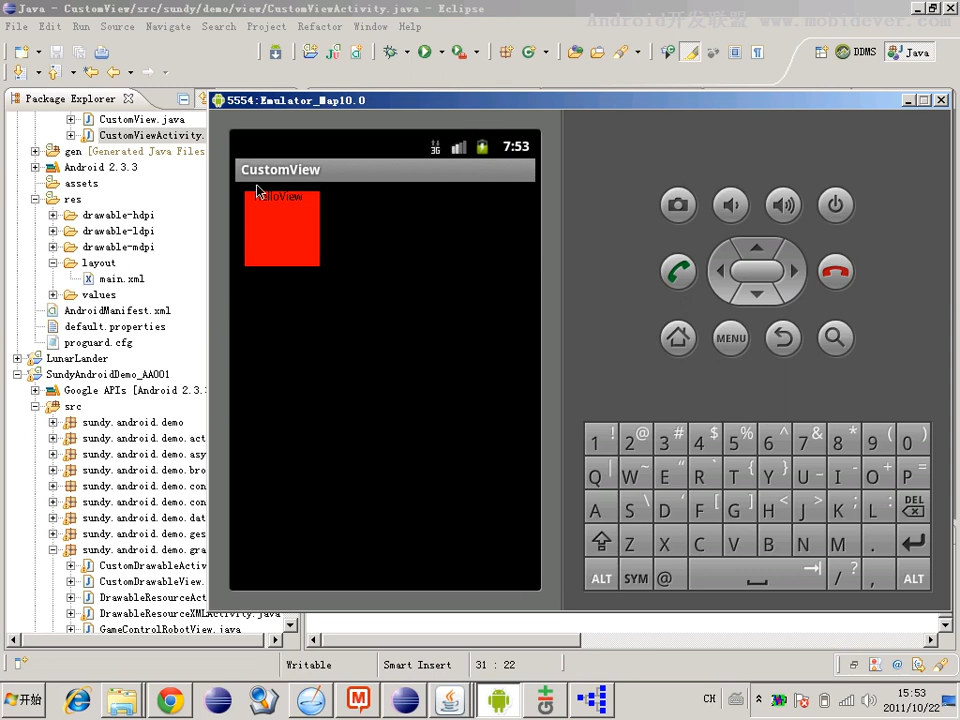 Java - CustomView/src/sundy/demo/view/CustomViewActivity.java - Eclipse
Android开发联盟 www.mobidever.com
File Edit Run Source Navigate Search Project Refactor Window Help
DDMS
Java
Package Explorer
5554:Emulator_Map10.0
CustomView.java
CustomViewActivity.
gen [Generated Java Files
Android 2.3.3
assets
res
drawable-hdpi
drawable-ldpi
drawable-mdpi
layout
main.xml
values
AndroidManifest.xml
default.properties
proguard.cfg
LunarLander
SundyAndroidDemo_AA001
Google APIs [Android 2.3.
src
sundy.android.demo
sundy.android.demo.act
sundy.android.demo.asy
sundy.android.demo.bro
sundy.android.demo.con
sundy.android.demo.con
sundy.android.demo.dat
sundy.android.demo.ges
sundy.android.demo.gra
CustomDrawableActiv
CustomDrawableView.
DrawableResourceAct
DrawableResourceXMLActivity.java
GameControlRobotView.java
3G 7:53
CustomView
lloView
MENU
1 ! 2 @ 3 # 4 $ 5 % 6 ^ 7 & 8 * 9 ( 0 )
Q | W ~ E " R ` T { Y } U _ I - O + P =
A S \ D ' F [ G ] H < J > K ; L : DEL
Z X C V B N M .
ALT SYM @ / ? , ALT
Writable Smart Insert 31 : 22
开始
CH
15:53
2011/10/22